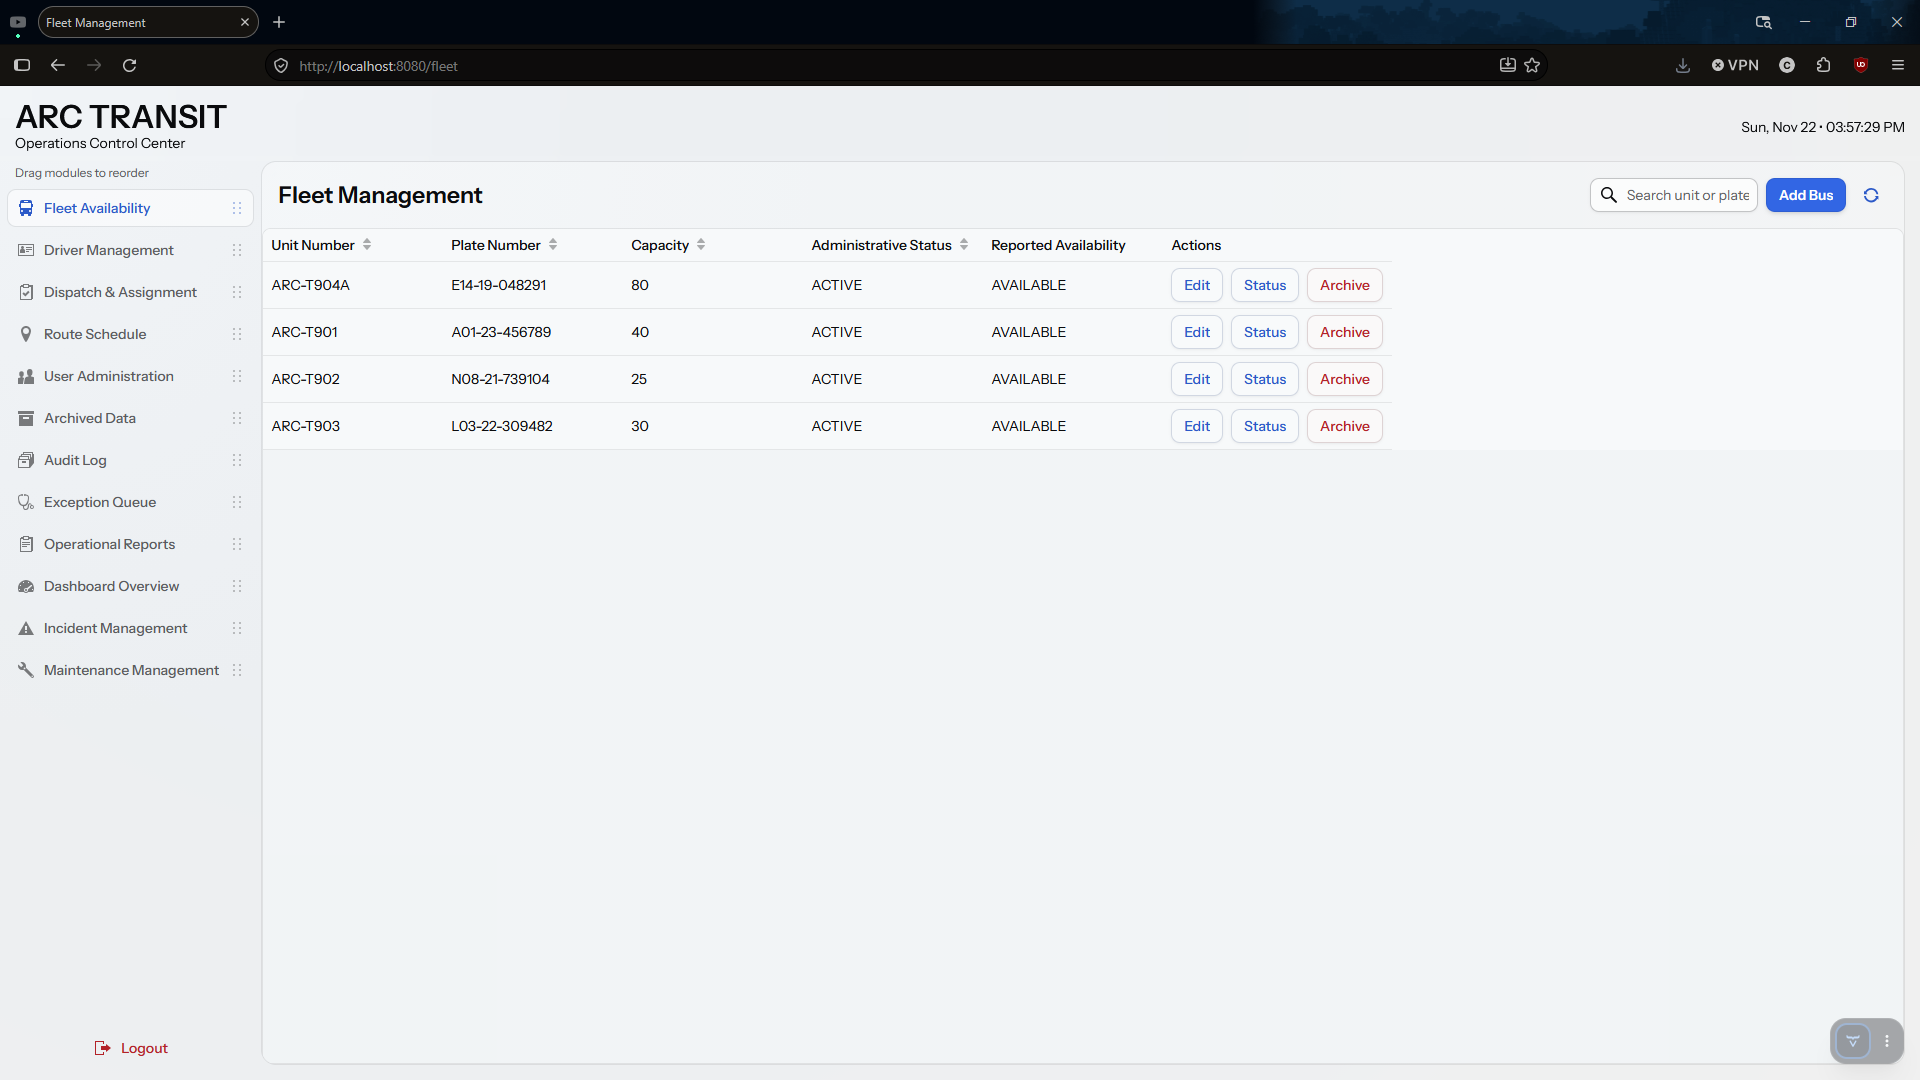 Fleet Management
http://localhost:8080/fleet
VPN
ARC TRANSIT
Operations Control Center
Sun, Nov 22 • 03:57:29 PM
Drag modules to reorder
Fleet Availability
Driver Management
Dispatch & Assignment
Route Schedule
User Administration
Archived Data
Audit Log
Exception Queue
Operational Reports
Dashboard Overview
Incident Management
Maintenance Management
Logout
Fleet Management
Search unit or plate
Add Bus
Unit Number Plate Number Capacity Administrative Status Reported Availability Actions
ARC-T904A E14-19-048291 80 ACTIVE AVAILABLE Edit Status Archive
ARC-T901 A01-23-456789 40 ACTIVE AVAILABLE Edit Status Archive
ARC-T902 N08-21-739104 25 ACTIVE AVAILABLE Edit Status Archive
ARC-T903 L03-22-309482 30 ACTIVE AVAILABLE Edit Status Archive